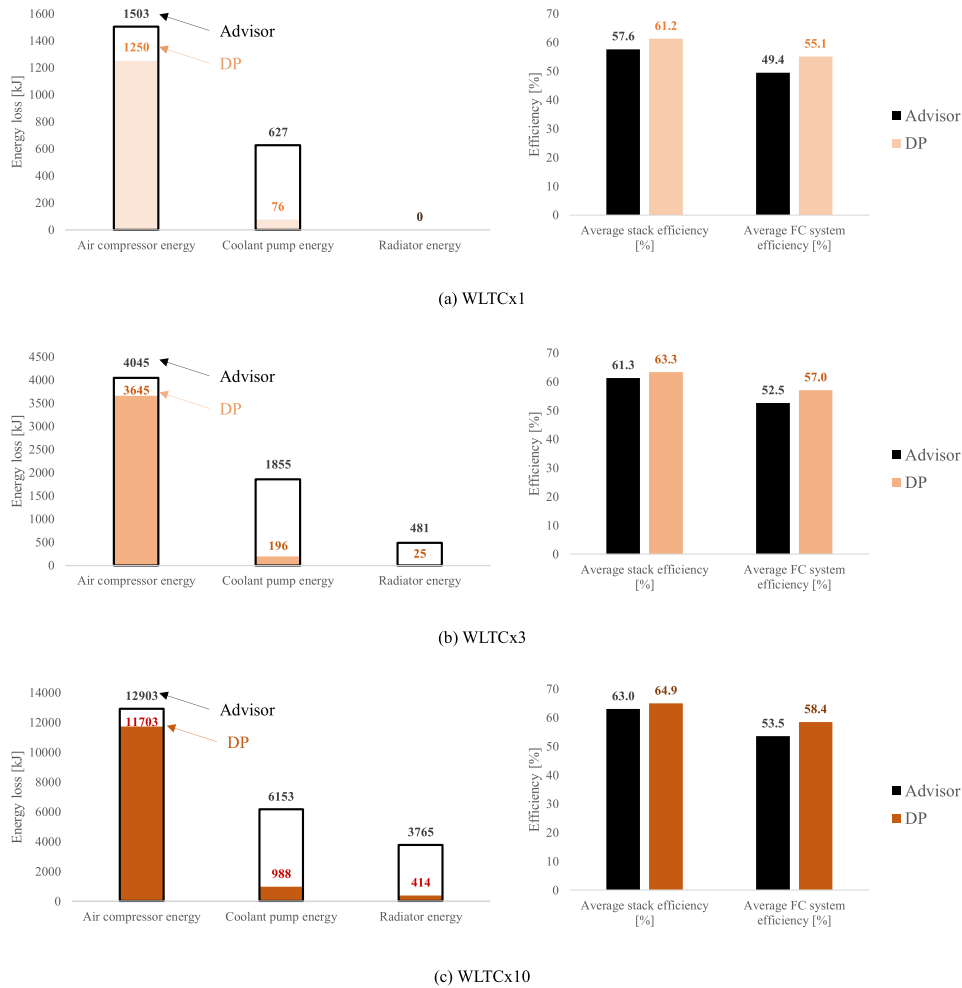 1600
1400
1200
1000
800
600
400
200
0
Energy loss [kJ]
1503
1250
627
76
0
Advisor
DP
Air compressor energy
Coolant pump energy
Radiator energy
70
60
50
40
30
20
10
0
Efficiency [%]
57.6
61.2
49.4
55.1
Average stack efficiency
[%]
Average FC system
efficiency [%]
Advisor
DP
(a) WLTCx1
4500
4000
3500
3000
2500
2000
1500
1000
500
0
Energy loss [kJ]
4045
3645
1855
196
481
25
Advisor
DP
Air compressor energy
Coolant pump energy
Radiator energy
70
60
50
40
30
20
10
0
Efficiency [%]
61.3
63.3
52.5
57.0
Average stack efficiency
[%]
Average FC system
efficiency [%]
Advisor
DP
(b) WLTCx3
14000
12000
10000
8000
6000
4000
2000
0
Energy loss [kJ]
12903
11703
6153
988
3765
414
Advisor
DP
Air compressor energy
Coolant pump energy
Radiator energy
70
60
50
40
30
20
10
0
Efficiency [%]
63.0
64.9
53.5
58.4
Average stack efficiency
[%]
Average FC system
efficiency [%]
Advisor
DP
(c) WLTCx10